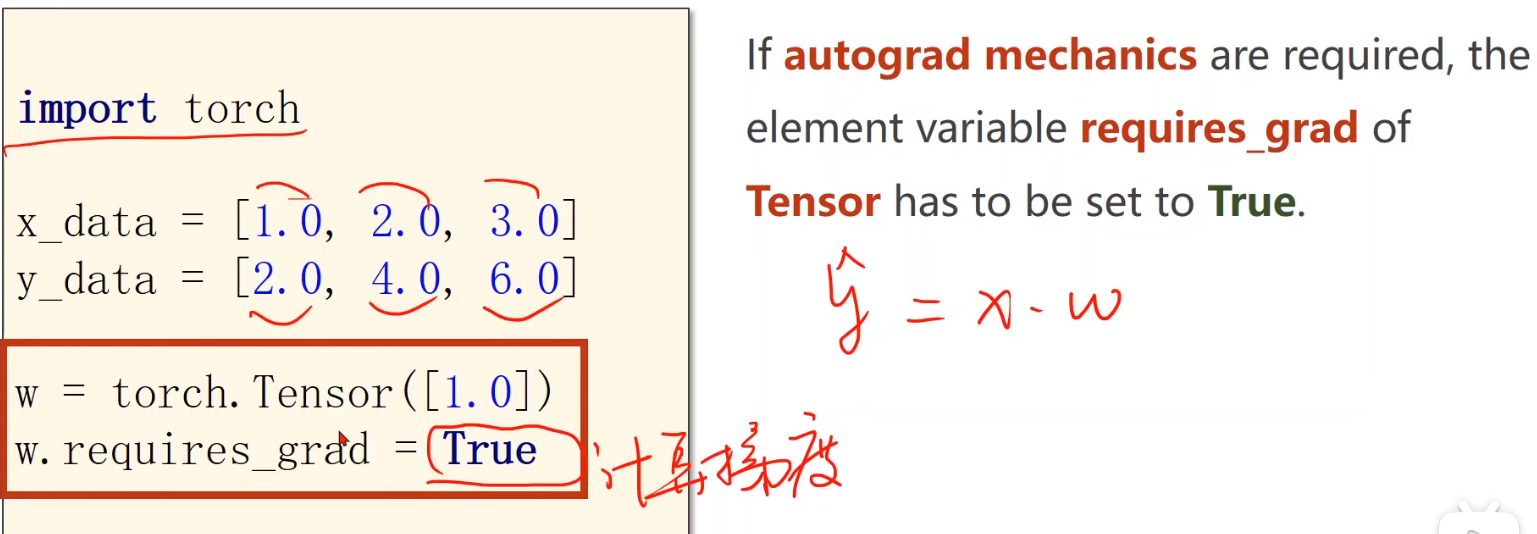 import torch
x_data = [1.0, 2.0, 3.0]
y_data = [2.0, 4.0, 6.0]
w = torch.Tensor([1.0])
w.requires_grad = True
计算梯度
If autograd mechanics are required, the
element variable requires_grad of
Tensor has to be set to True.
ŷ = x · w